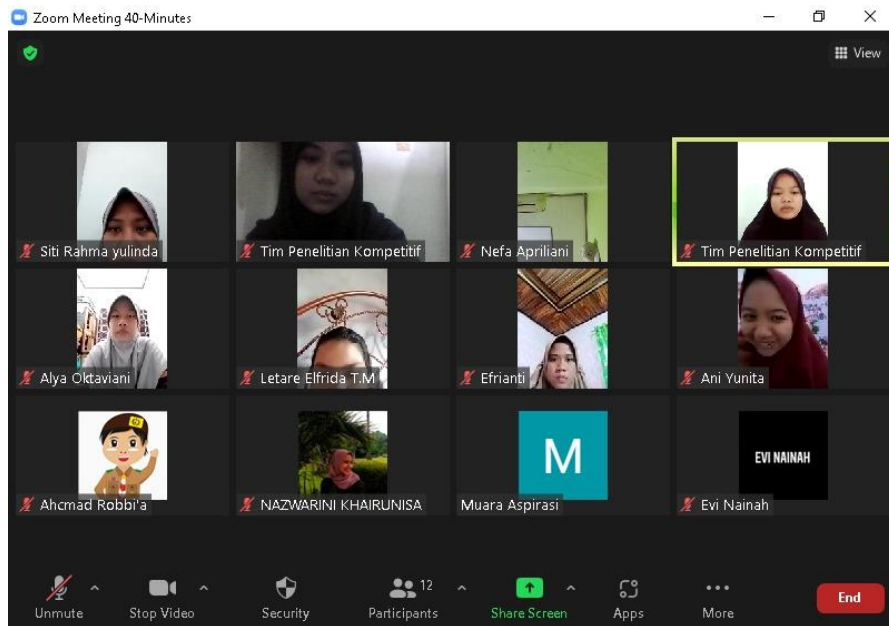 Zoom Meeting 40-Minutes
View
Siti Rahma yulinda
Tim Penelitian Kompetitif
Nefa Apriliani
Tim Penelitian Kompetitif
Alya Oktaviani
Letare Elfrida T.M
Efrianti
Ani Yunita
Ahcmad Robbi'a
NAZWARINI KHAIRUNISA
M
Muara Aspirasi
EVI NAINAH
Evi Nainah
12
Unmute
Stop Video
Security
Participants
Share Screen
Apps
More
End